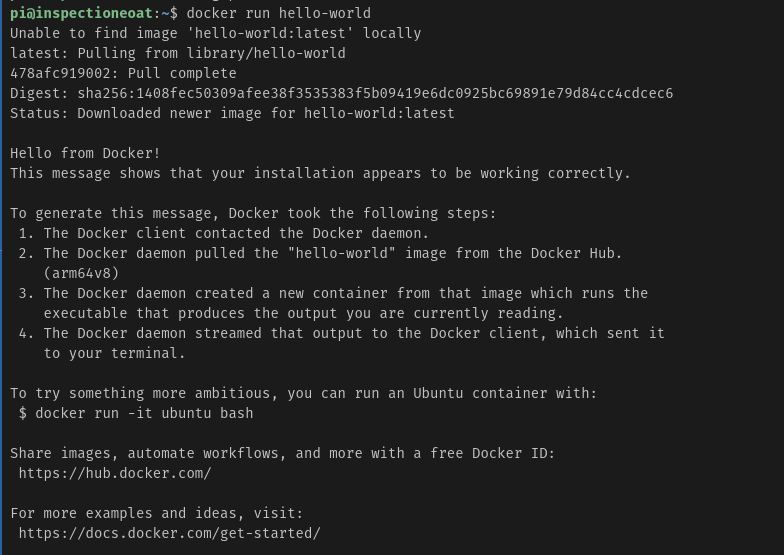 pi@inspectioneoat:~$ docker run hello-world
Unable to find image 'hello-world:latest' locally
latest: Pulling from library/hello-world
478afc919002: Pull complete
Digest: sha256:1408fec50309afee38f3535383f5b09419e6dc0925bc69891e79d84cc4cdcec6
Status: Downloaded newer image for hello-world:latest

Hello from Docker!
This message shows that your installation appears to be working correctly.

To generate this message, Docker took the following steps:
 1. The Docker client contacted the Docker daemon.
 2. The Docker daemon pulled the "hello-world" image from the Docker Hub.
    (arm64v8)
 3. The Docker daemon created a new container from that image which runs the
    executable that produces the output you are currently reading.
 4. The Docker daemon streamed that output to the Docker client, which sent it
    to your terminal.

To try something more ambitious, you can run an Ubuntu container with:
 $ docker run -it ubuntu bash

Share images, automate workflows, and more with a free Docker ID:
 https://hub.docker.com/

For more examples and ideas, visit:
 https://docs.docker.com/get-started/